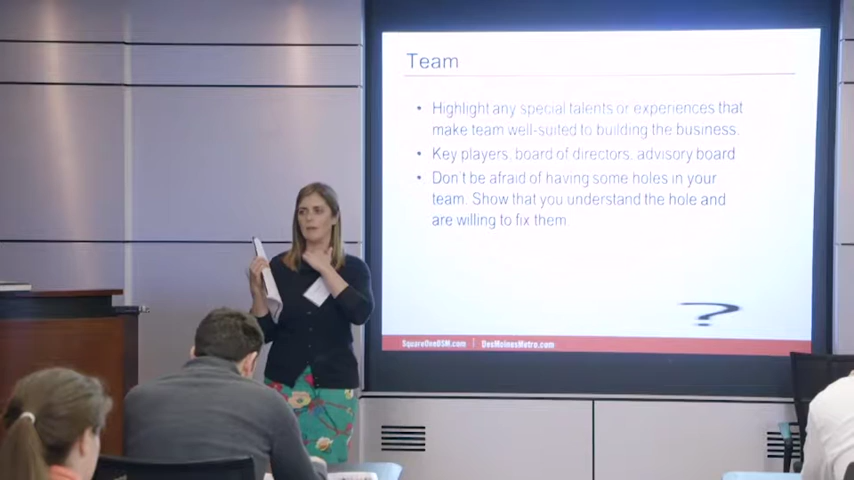 Team
• Highlight any special talents or experiences that
make team well-suited to building the business.
• Key players, board of directors, advisory board
• Don't be afraid of having some holes in your
team. Show that you understand the hole and
are willing to fix them.
?
SquareOneDSM.com | DesMoinesMetro.com